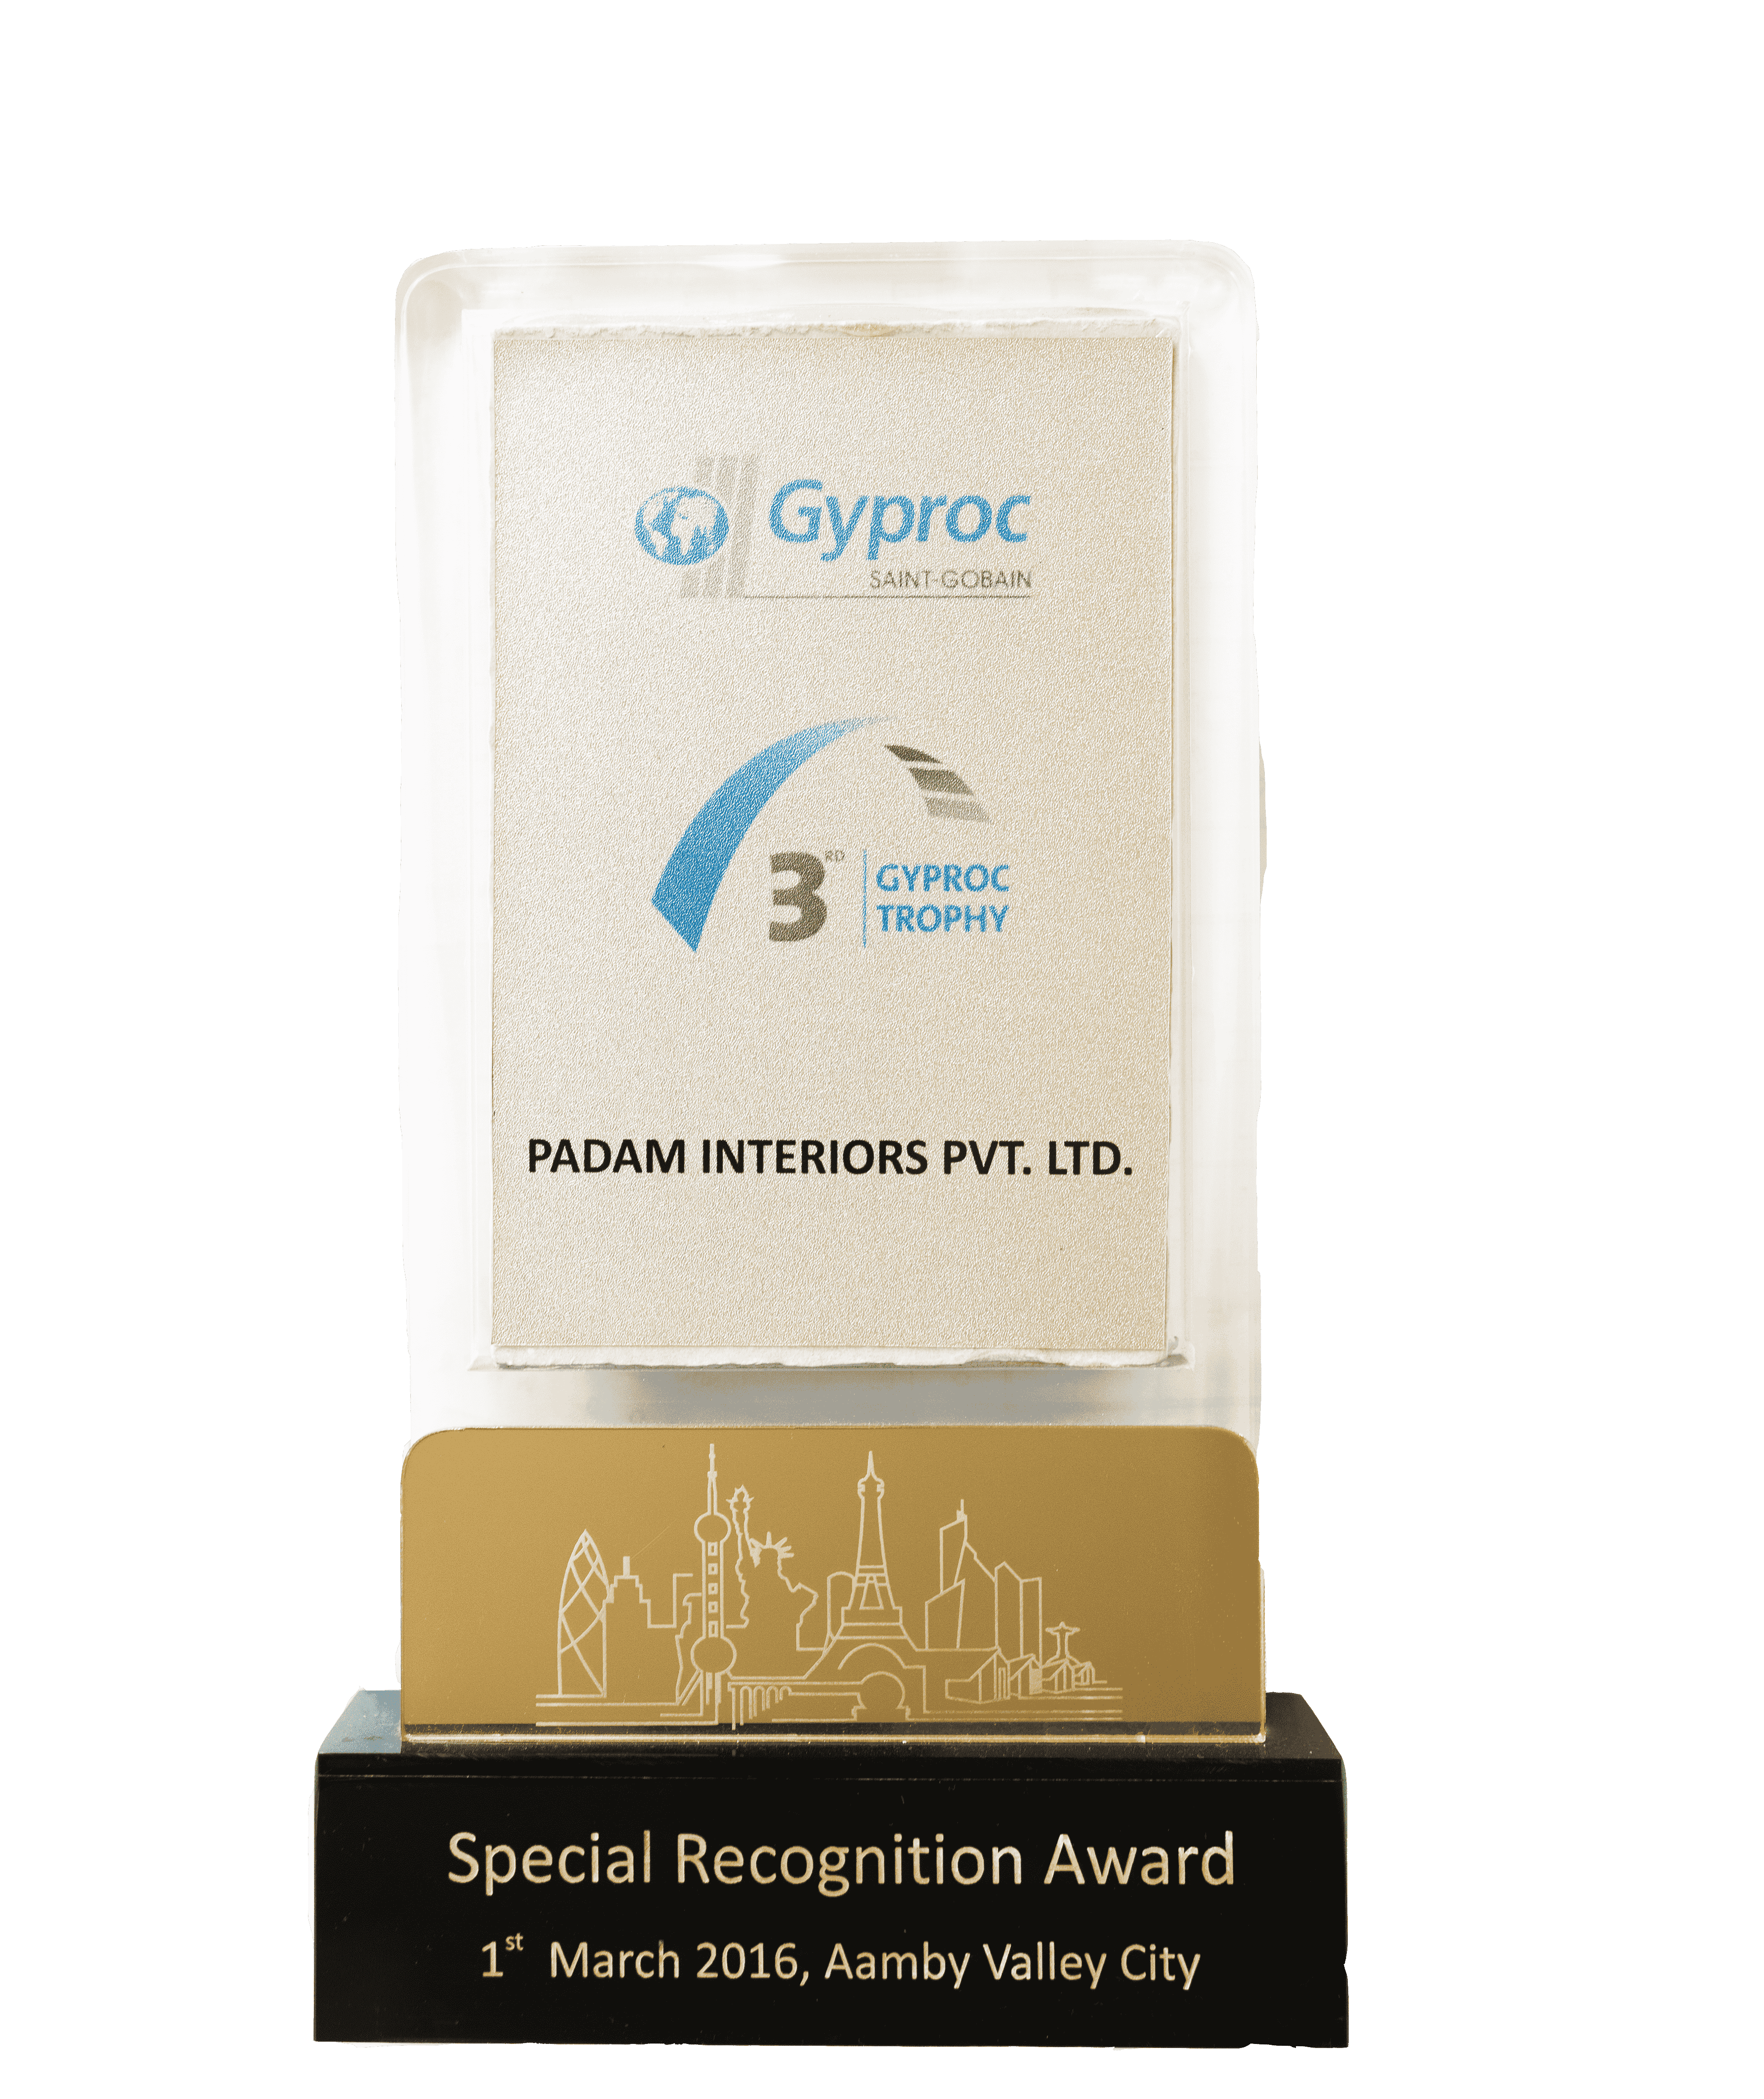 Gyproc
SAINT-GOBAIN
3RD
GYPROC
TROPHY
PADAM INTERIORS PVT. LTD.
Special Recognition Award
1st March 2016, Aamby Valley City